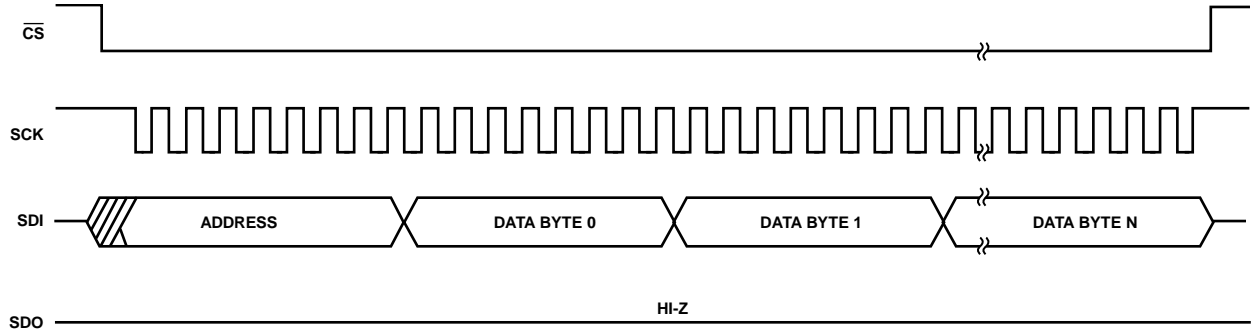 CS
SCK
SDI
ADDRESS
DATA BYTE 0
DATA BYTE 1
DATA BYTE N
HI-Z
SDO